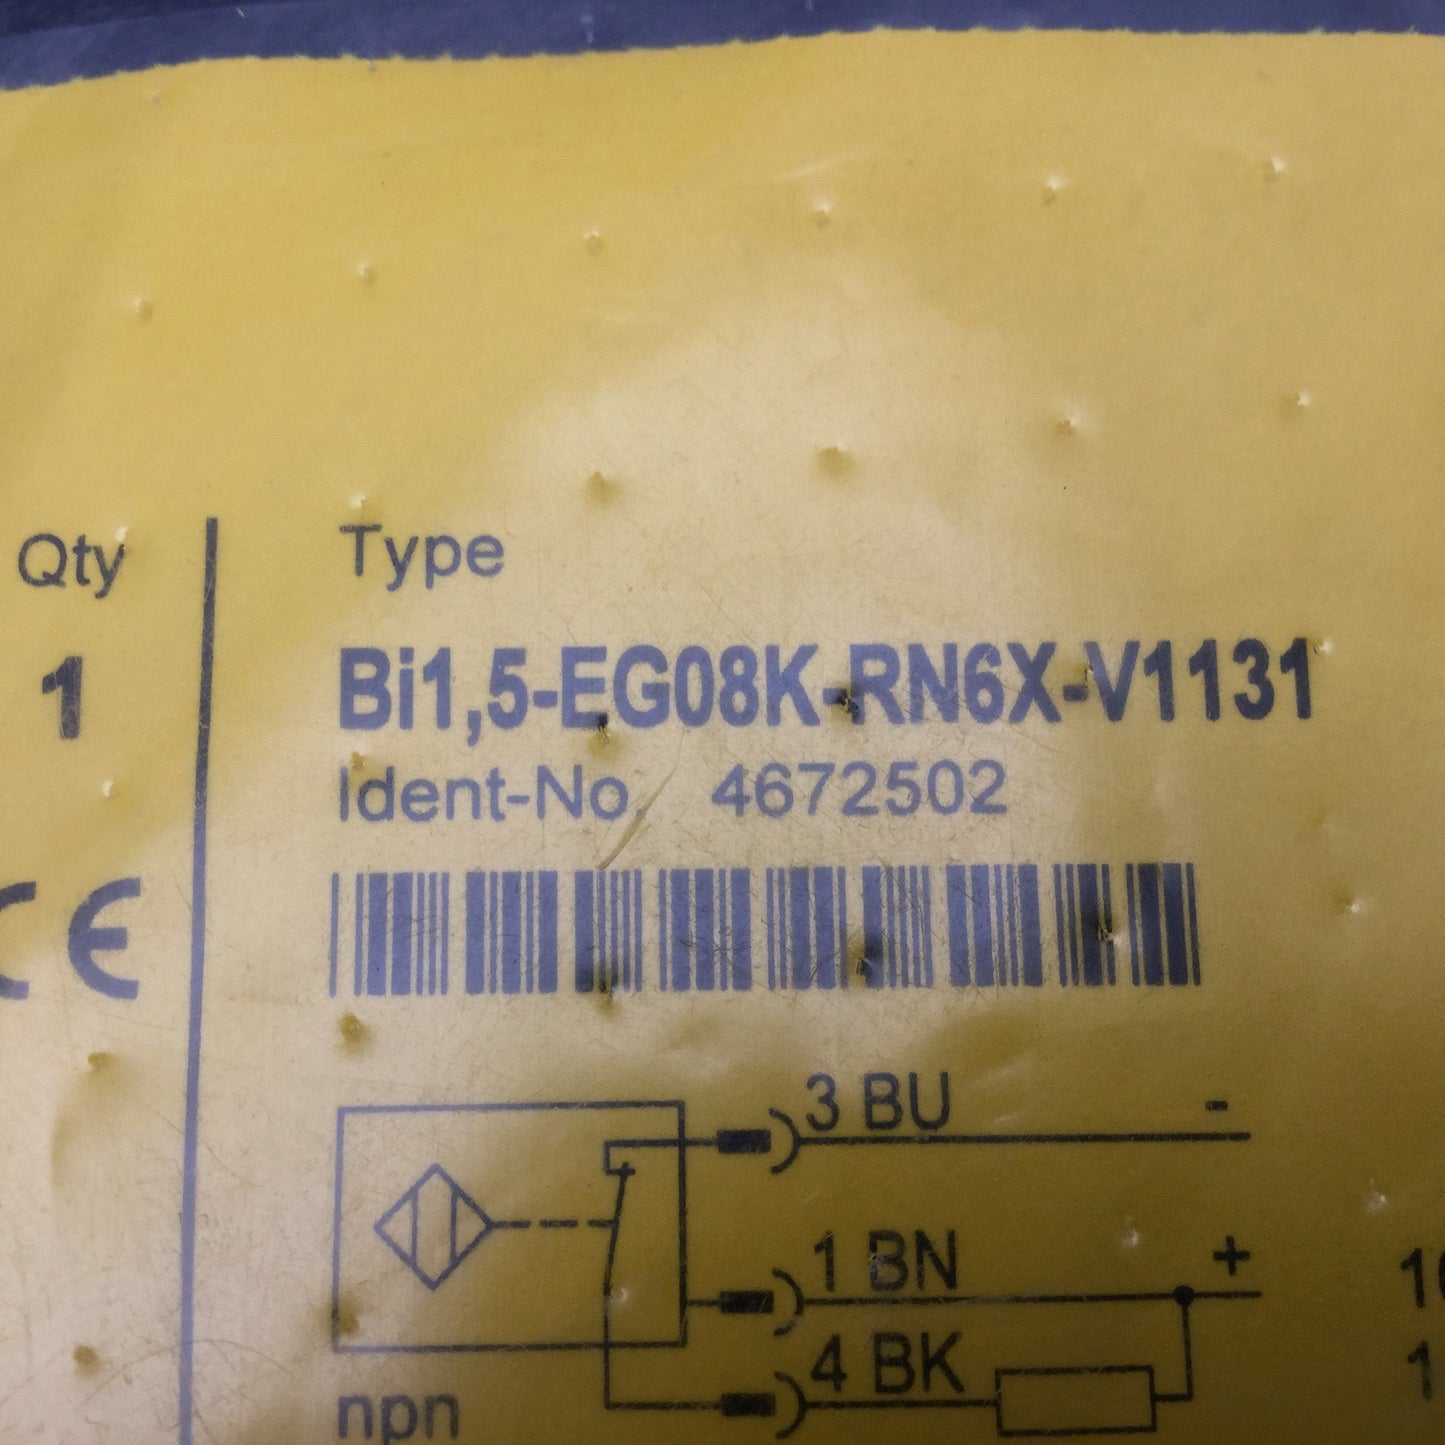 Qty
Type
1
Bi1,5-EG08K-RN6X-V1131
Ident-No. 4672502
CE
3 BU -
1 BN +
4 BK
npn